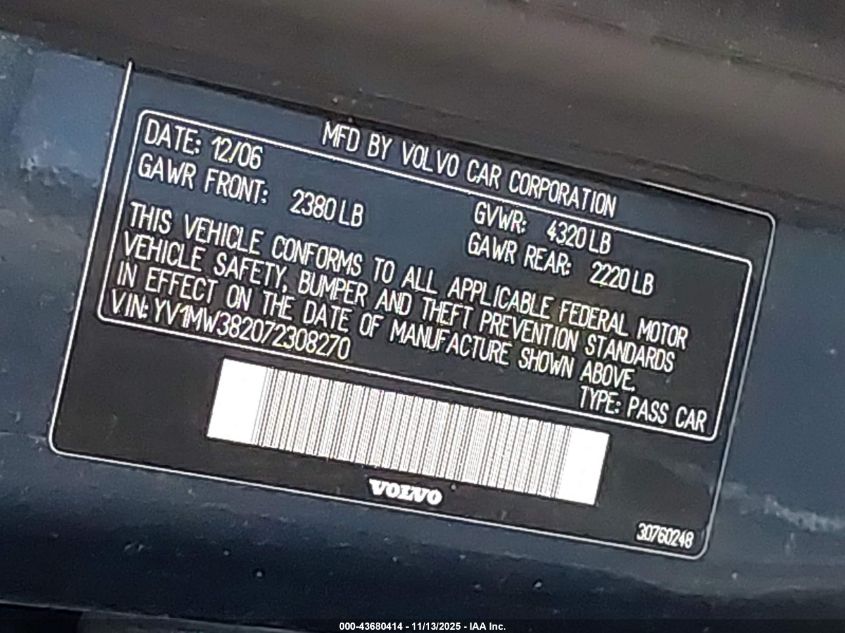 MFD BY VOLVO CAR CORPORATION
DATE: 12/06
GVWR: 4320 LB
GAWR FRONT: 2380 LB
GAWR REAR: 2220 LB
THIS VEHICLE CONFORMS TO ALL APPLICABLE FEDERAL MOTOR
VEHICLE SAFETY, BUMPER AND THEFT PREVENTION STANDARDS
IN EFFECT ON THE DATE OF MANUFACTURE SHOWN ABOVE.
VIN: YV1MW382072308270
TYPE: PASS CAR
VOLVO
30760248
000-43680414 - 11/13/2025 - IAA Inc.